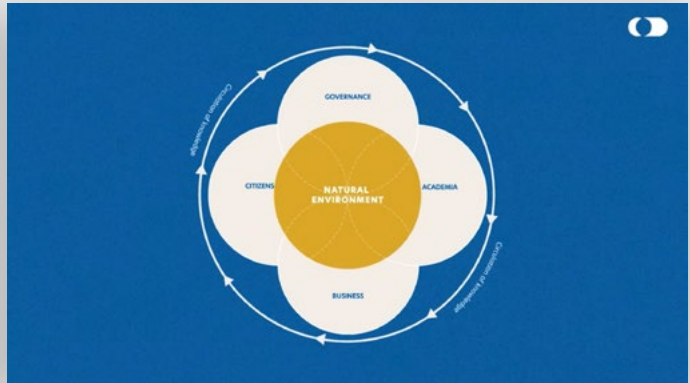 GOVERNANCE
Circulation of knowledge
CITIZENS
NATURAL
ENVIRONMENT
ACADEMIA
Circulation of knowledge
BUSINESS